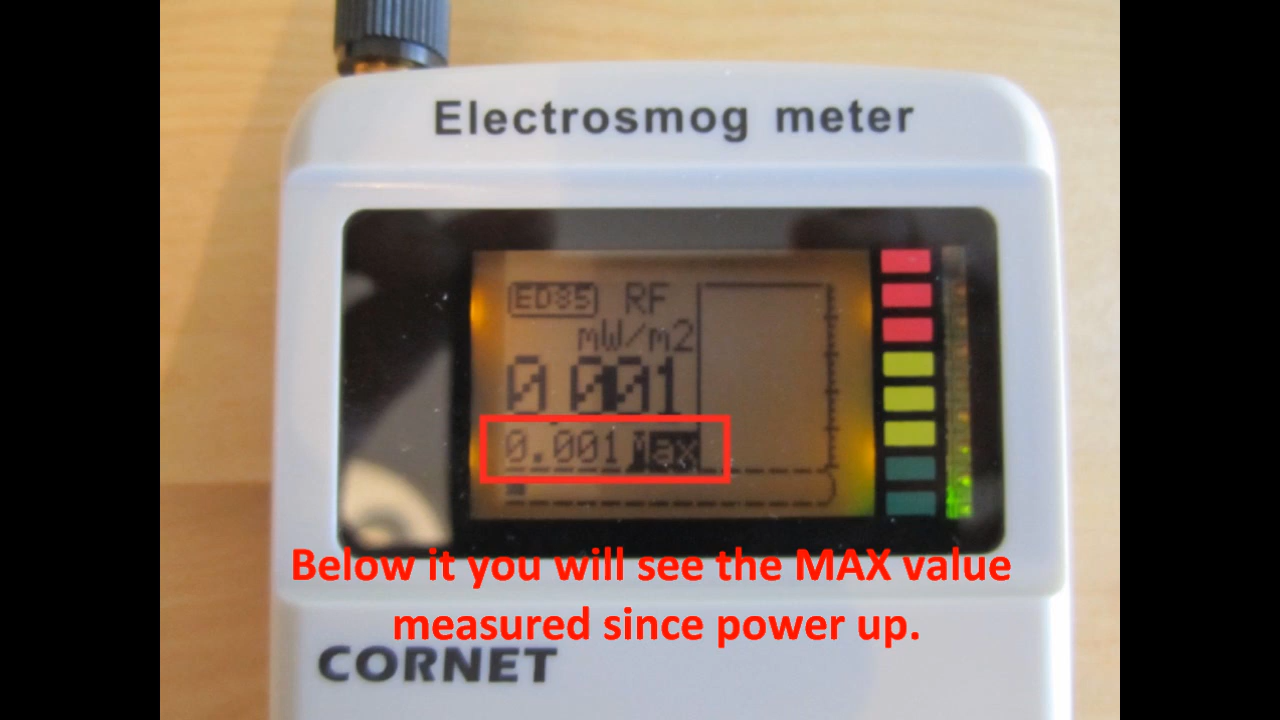 Electrosmog meter
ED85 RF
mW/m2
0.001
0.001 Max
Below it you will see the MAX value
measured since power up.
CORNET